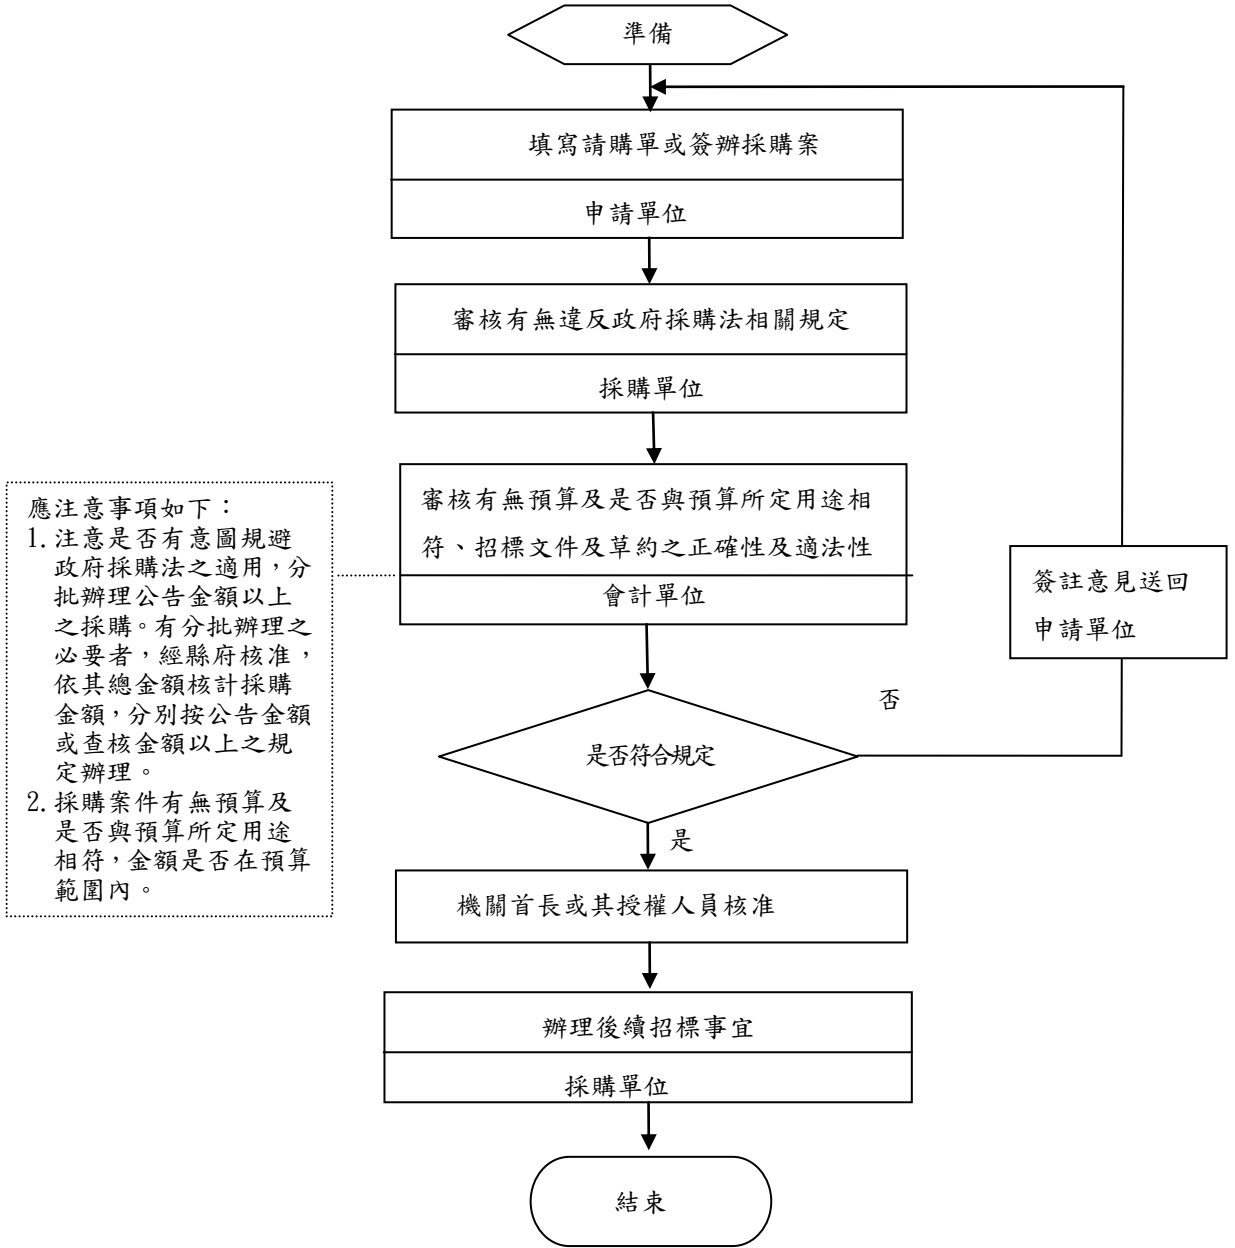 準備
填寫請購單或簽辦採購案
申請單位
審核有無違反政府採購法相關規定
採購單位
審核有無預算及是否與預算所定用途相
符、招標文件及草約之正確性及適法性
會計單位
應注意事項如下：
1.注意是否有意圖規避
政府採購法之適用，分
批辦理公告金額以上
之採購。有分批辦理之
必要者，經縣府核准，
依其總金額核計採購
金額，分別按公告金額
或查核金額以上之規
定辦理。
2.採購案件有無預算及
是否與預算所定用途
相符，金額是否在預算
範圍內。
簽註意見送回
申請單位
否
是否符合規定
是
機關首長或其授權人員核准
辦理後續招標事宜
採購單位
結束